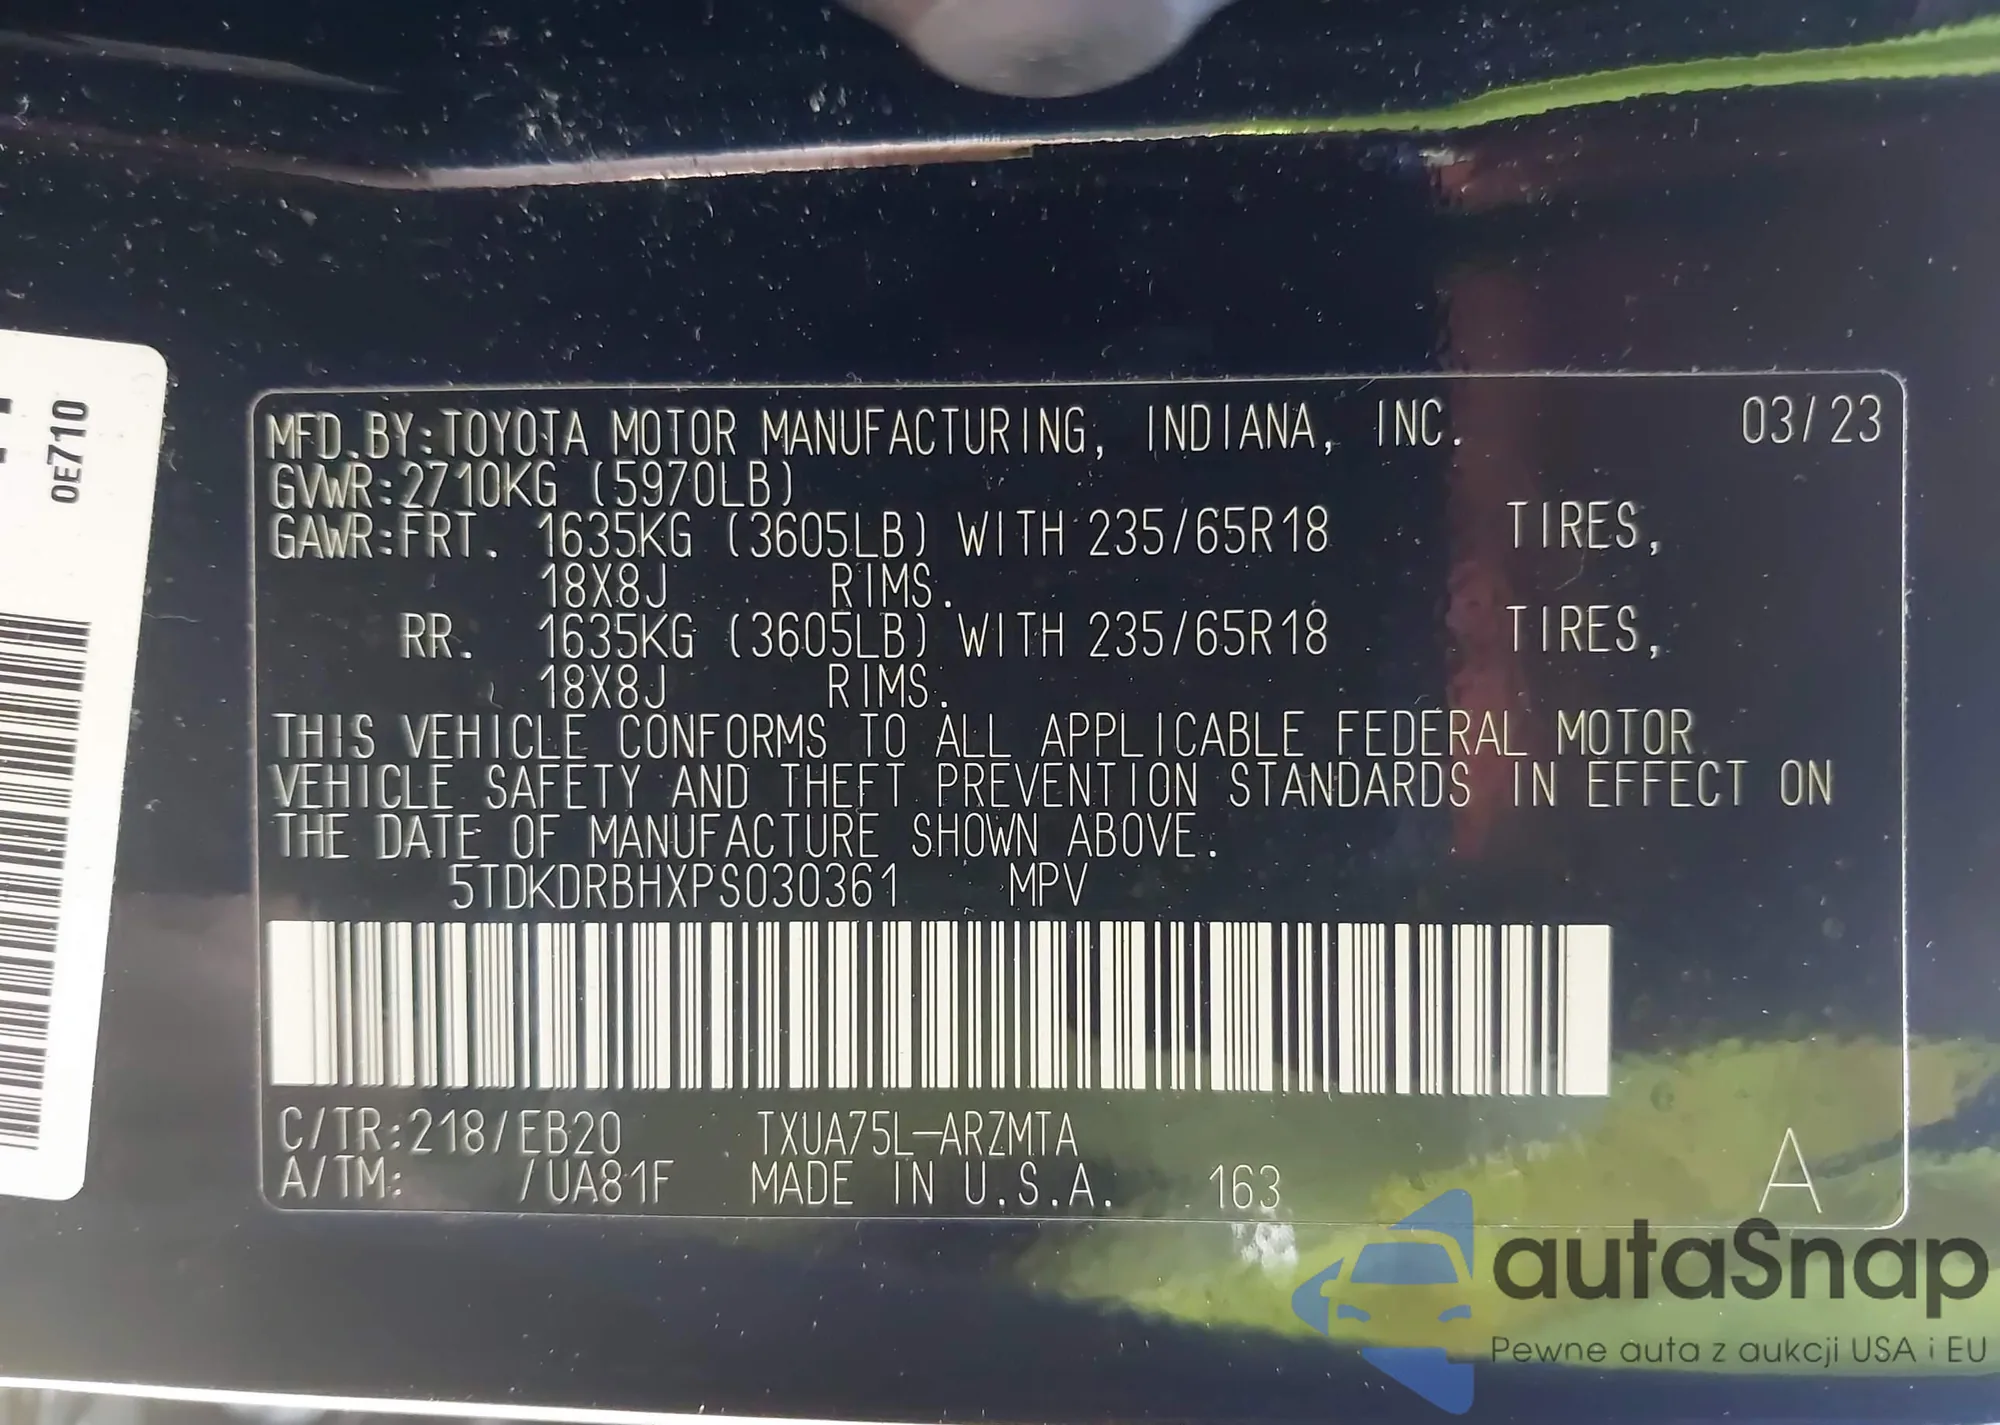 MFD.BY:TOYOTA MOTOR MANUFACTURING, INDIANA, INC. 03/23
GVWR:2710KG (5970LB)
GAWR:FRT. 1635KG (3605LB) WITH 235/65R18 TIRES,
18X8J RIMS.
RR. 1635KG (3605LB) WITH 235/65R18 TIRES,
18X8J RIMS.
THIS VEHICLE CONFORMS TO ALL APPLICABLE FEDERAL MOTOR
VEHICLE SAFETY AND THEFT PREVENTION STANDARDS IN EFFECT ON
THE DATE OF MANUFACTURE SHOWN ABOVE.
5TDKDRBHXPS030361 MPV
C/TR:218/EB20 TXUA75L-ARZMTA
A/TM: /UA81F MADE IN U.S.A. 163 A
0E710
autaSnap
Pewne auta z aukcji USA i EU